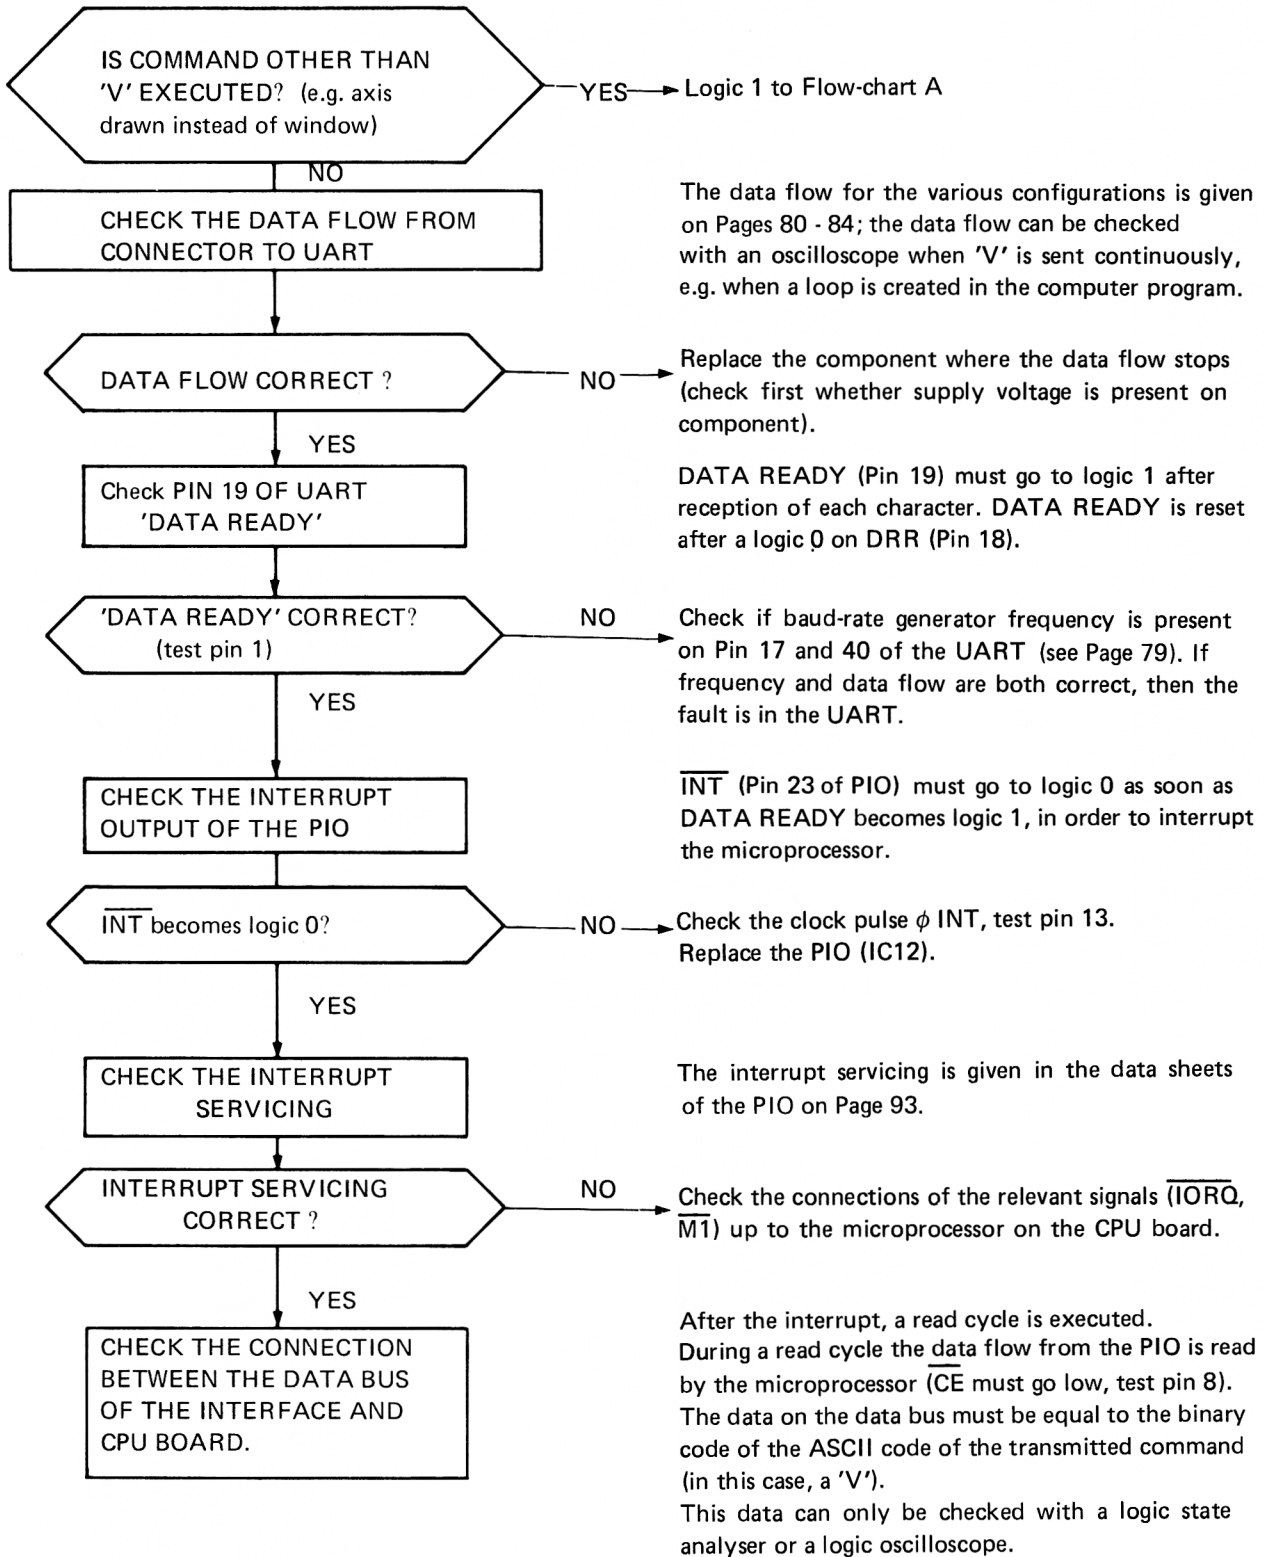 IS COMMAND OTHER THAN
'V' EXECUTED? (e.g. axis
drawn instead of window)
YES
Logic 1 to Flow-chart A
NO
CHECK THE DATA FLOW FROM
CONNECTOR TO UART
The data flow for the various configurations is given
on Pages 80 - 84; the data flow can be checked
with an oscilloscope when 'V' is sent continuously,
e.g. when a loop is created in the computer program.
DATA FLOW CORRECT ?
NO
Replace the component where the data flow stops
(check first whether supply voltage is present on
component).
YES
Check PIN 19 OF UART
'DATA READY'
DATA READY (Pin 19) must go to logic 1 after
reception of each character. DATA READY is reset
after a logic 0 on DRR (Pin 18).
'DATA READY' CORRECT?
(test pin 1)
NO
Check if baud-rate generator frequency is present
on Pin 17 and 40 of the UART (see Page 79). If
frequency and data flow are both correct, then the
fault is in the UART.
YES
CHECK THE INTERRUPT
OUTPUT OF THE PIO
I̅N̅T̅ (Pin 23 of PIO) must go to logic 0 as soon as
DATA READY becomes logic 1, in order to interrupt
the microprocessor.
I̅N̅T̅ becomes logic 0?
NO
Check the clock pulse ϕ INT, test pin 13.
Replace the PIO (IC12).
YES
CHECK THE INTERRUPT
SERVICING
The interrupt servicing is given in the data sheets
of the PIO on Page 93.
INTERRUPT SERVICING
CORRECT ?
NO
Check the connections of the relevant signals (I̅O̅R̅Q̅,
M̅1̅) up to the microprocessor on the CPU board.
YES
CHECK THE CONNECTION
BETWEEN THE DATA BUS
OF THE INTERFACE AND
CPU BOARD.
After the interrupt, a read cycle is executed.
During a read cycle the data flow from the PIO is read
by the microprocessor (C̅E̅ must go low, test pin 8).
The data on the data bus must be equal to the binary
code of the ASCII code of the transmitted command
(in this case, a 'V').
This data can only be checked with a logic state
analyser or a logic oscilloscope.